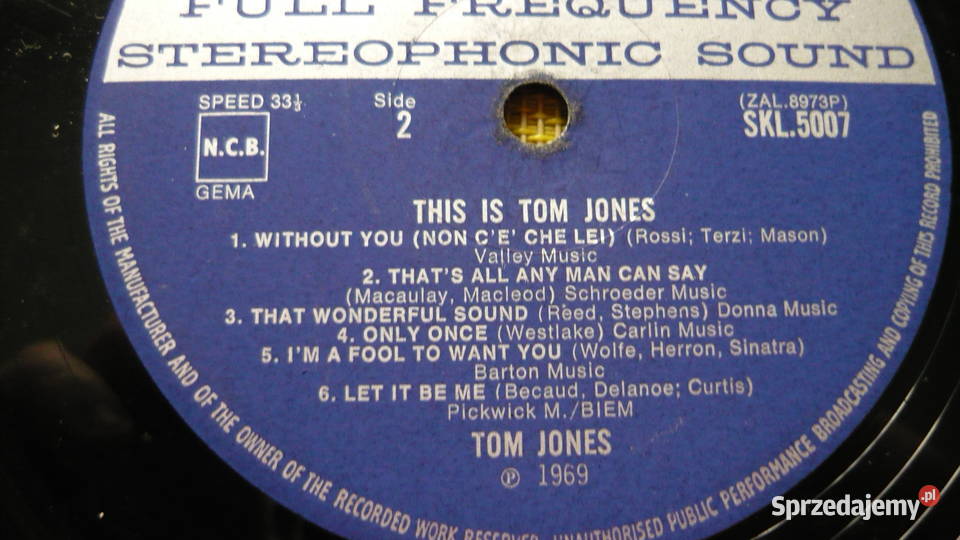 FULL FREQUENCY
STEREOPHONIC SOUND
SPEED 33⅓
Side
2
(ZAL.8973P)
SKL.5007
N.C.B.
GEMA
THIS IS TOM JONES
1. WITHOUT YOU (NON C'E' CHE LEI) (Rossi; Terzi; Mason)
Valley Music
2. THAT'S ALL ANY MAN CAN SAY
(Macaulay, Macleod) Schroeder Music
3. THAT WONDERFUL SOUND (Reed, Stephens) Donna Music
4. ONLY ONCE (Westlake) Carlin Music
5. I'M A FOOL TO WANT YOU (Wolfe, Herron, Sinatra)
Barton Music
6. LET IT BE ME (Becaud, Delanoe; Curtis)
Pickwick M./BIEM
TOM JONES
℗ 1969
ALL RIGHTS OF THE MANUFACTURER AND OF THE OWNER OF THE RECORDED WORK RESERVED. UNAUTHORISED PUBLIC PERFORMANCE BROADCASTING AND COPYING OF THIS RECORD PROHIBITED
Sprzedajemy.pl